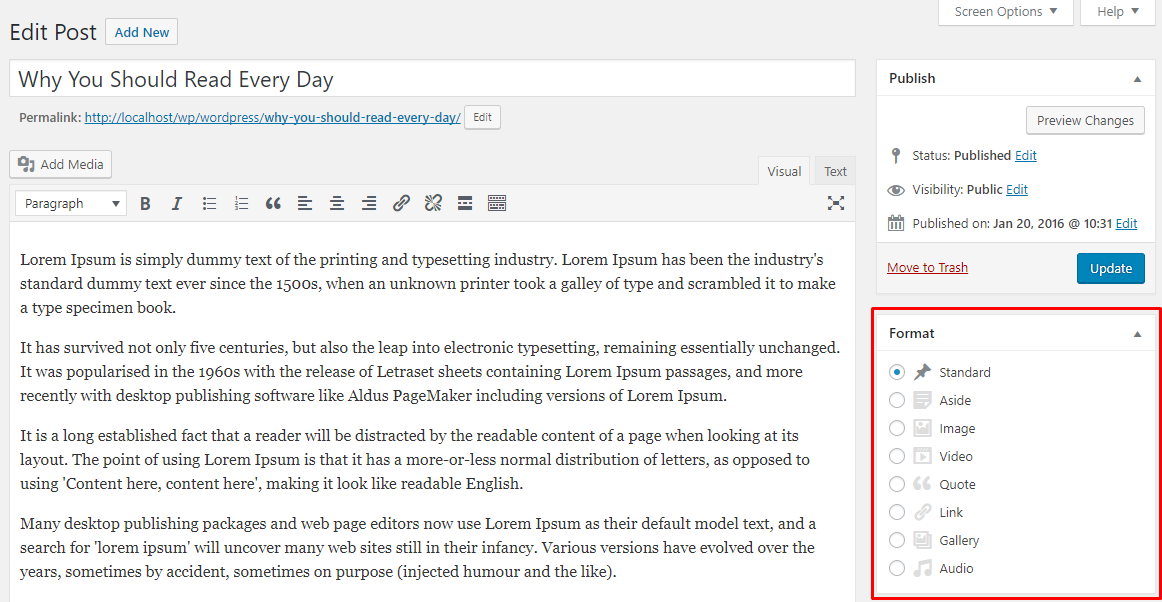 Screen Options
Help
Edit Post
Add New
Why You Should Read Every Day
Permalink: http://localhost/wp/wordpress/why-you-should-read-every-day/ Edit
Add Media
Visual
Text
Paragraph
B I
Lorem Ipsum is simply dummy text of the printing and typesetting industry. Lorem Ipsum has been the industry's
standard dummy text ever since the 1500s, when an unknown printer took a galley of type and scrambled it to make
a type specimen book.
It has survived not only five centuries, but also the leap into electronic typesetting, remaining essentially unchanged.
It was popularised in the 1960s with the release of Letraset sheets containing Lorem Ipsum passages, and more
recently with desktop publishing software like Aldus PageMaker including versions of Lorem Ipsum.
It is a long established fact that a reader will be distracted by the readable content of a page when looking at its
layout. The point of using Lorem Ipsum is that it has a more-or-less normal distribution of letters, as opposed to
using 'Content here, content here', making it look like readable English.
Many desktop publishing packages and web page editors now use Lorem Ipsum as their default model text, and a
search for 'lorem ipsum' will uncover many web sites still in their infancy. Various versions have evolved over the
years, sometimes by accident, sometimes on purpose (injected humour and the like).
Publish
Preview Changes
Status: Published Edit
Visibility: Public Edit
Published on: Jan 20, 2016 @ 10:31 Edit
Move to Trash
Update
Format
Standard
Aside
Image
Video
Quote
Link
Gallery
Audio